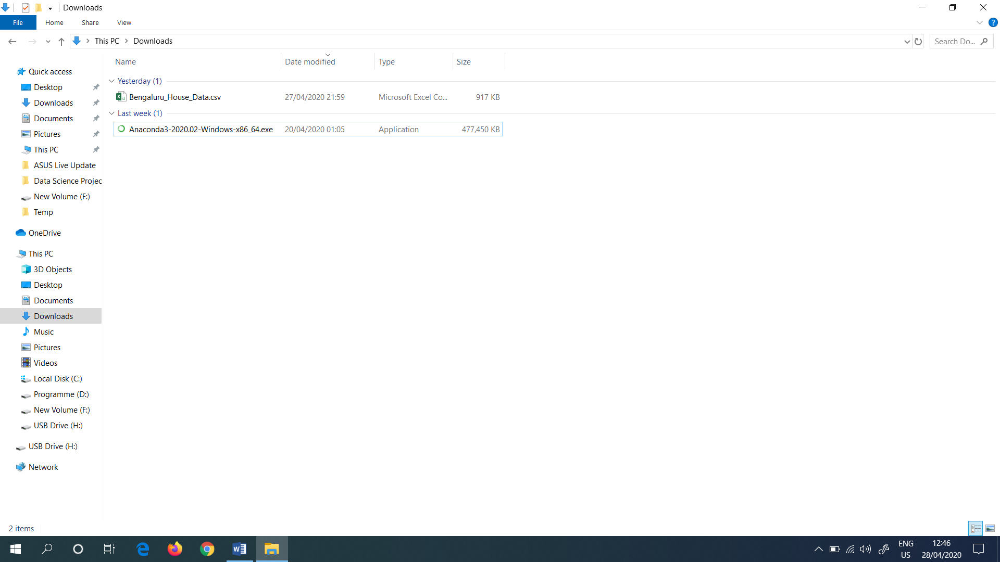 Downloads
File Home Share View
This PC Downloads
Search Do...
Name Date modified Type Size
Yesterday (1)
Bengaluru_House_Data.csv 27/04/2020 21:59 Microsoft Excel Co... 917 KB
Last week (1)
Anaconda3-2020.02-Windows-x86_64.exe 20/04/2020 01:05 Application 477,450 KB
Quick access
Desktop
Downloads
Documents
Pictures
This PC
ASUS Live Update
Data Science Projec
New Volume (F:)
Temp
OneDrive
This PC
3D Objects
Desktop
Documents
Downloads
Music
Pictures
Videos
Local Disk (C:)
Programme (D:)
New Volume (F:)
USB Drive (H:)
USB Drive (H:)
Network
2 items
ENG 12:46
US 28/04/2020